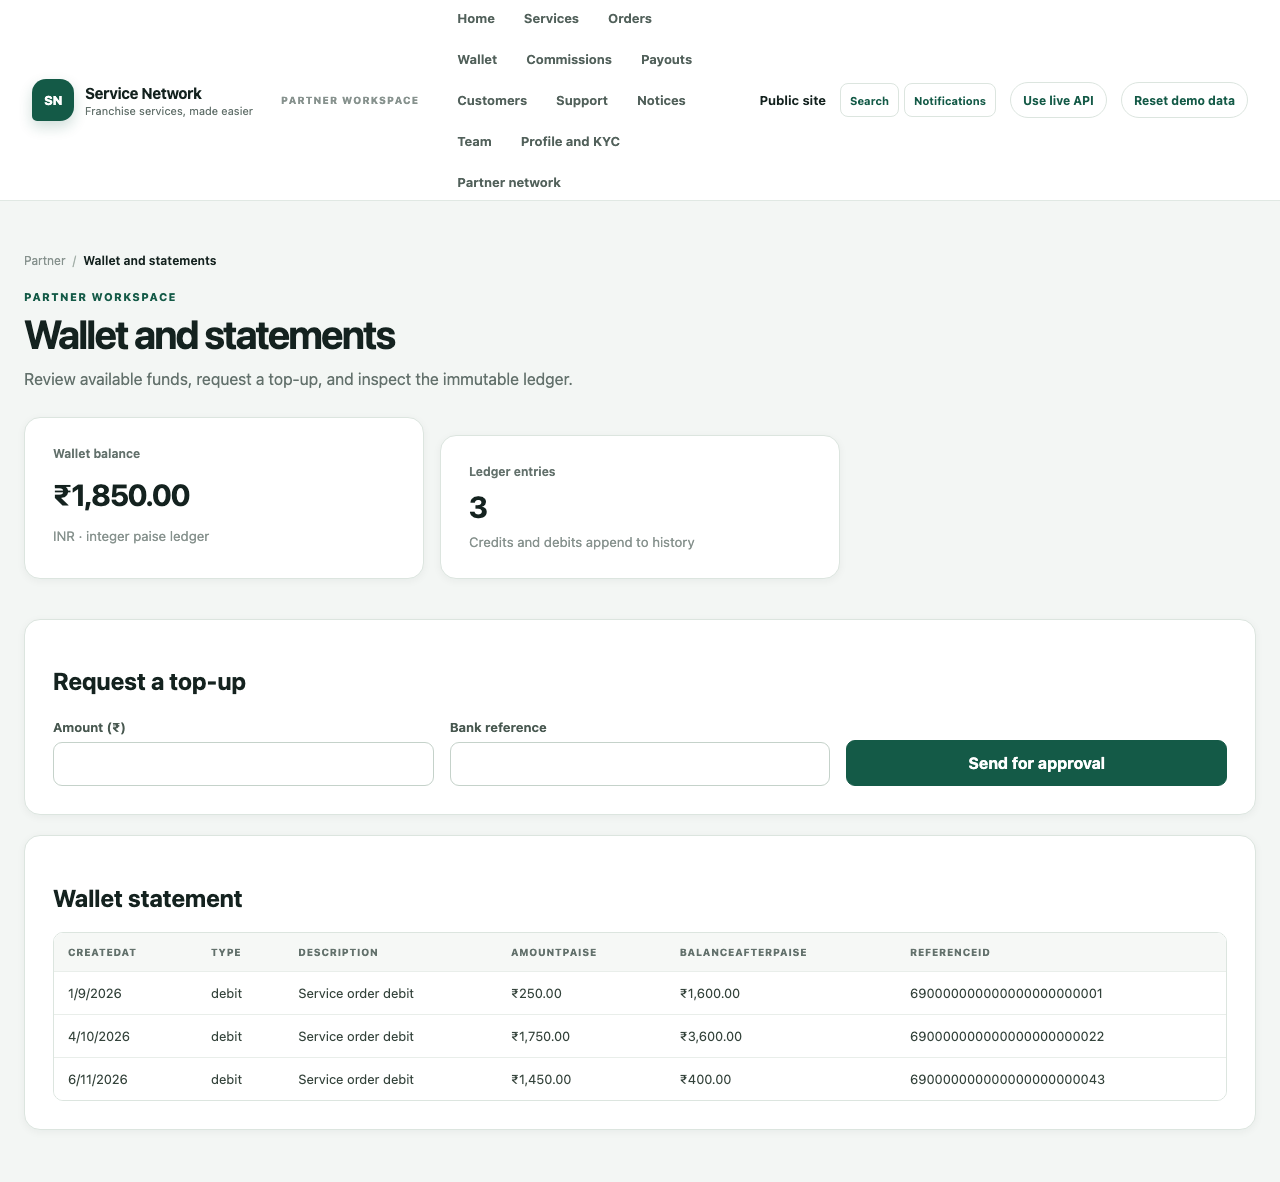 Home Services Orders
Wallet Commissions Payouts
SN Service Network
Franchise services, made easier
PARTNER WORKSPACE
Customers Support Notices
Team Profile and KYC
Partner network
Public site Search Notifications Use live API Reset demo data
Partner / Wallet and statements
PARTNER WORKSPACE
Wallet and statements
Review available funds, request a top-up, and inspect the immutable ledger.
Wallet balance
₹1,850.00
INR · integer paise ledger
Ledger entries
3
Credits and debits append to history
Request a top-up
Amount (₹) Bank reference
Send for approval
Wallet statement
CREATEDAT TYPE DESCRIPTION AMOUNTPAISE BALANCEAFTERPAISE REFERENCEID
1/9/2026 debit Service order debit ₹250.00 ₹1,600.00 690000000000000000000001
4/10/2026 debit Service order debit ₹1,750.00 ₹3,600.00 690000000000000000000022
6/11/2026 debit Service order debit ₹1,450.00 ₹400.00 690000000000000000000043